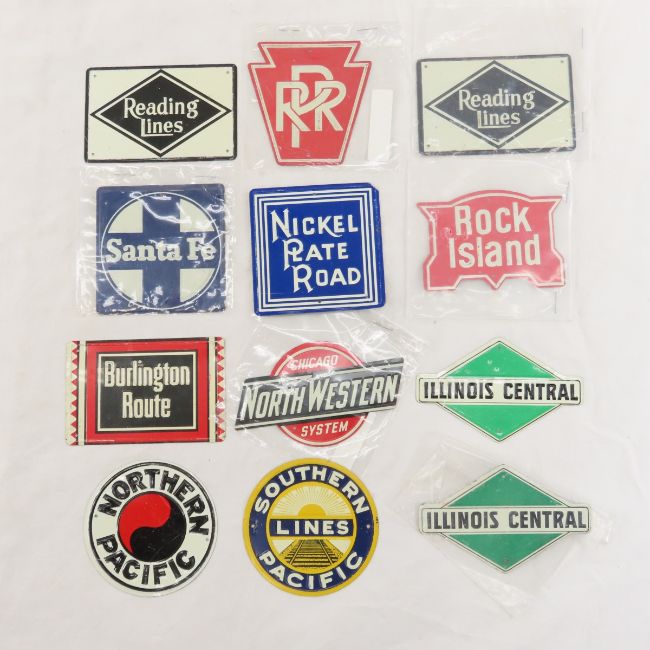 Reading
Lines
PRR
Reading
Lines
Santa Fe
NICKEL
PLATE
ROAD
Rock
Island
Burlington
Route
CHICAGO
NORTH WESTERN
SYSTEM
ILLINOIS CENTRAL
NORTHERN
PACIFIC
SOUTHERN
LINES
PACIFIC
ILLINOIS CENTRAL